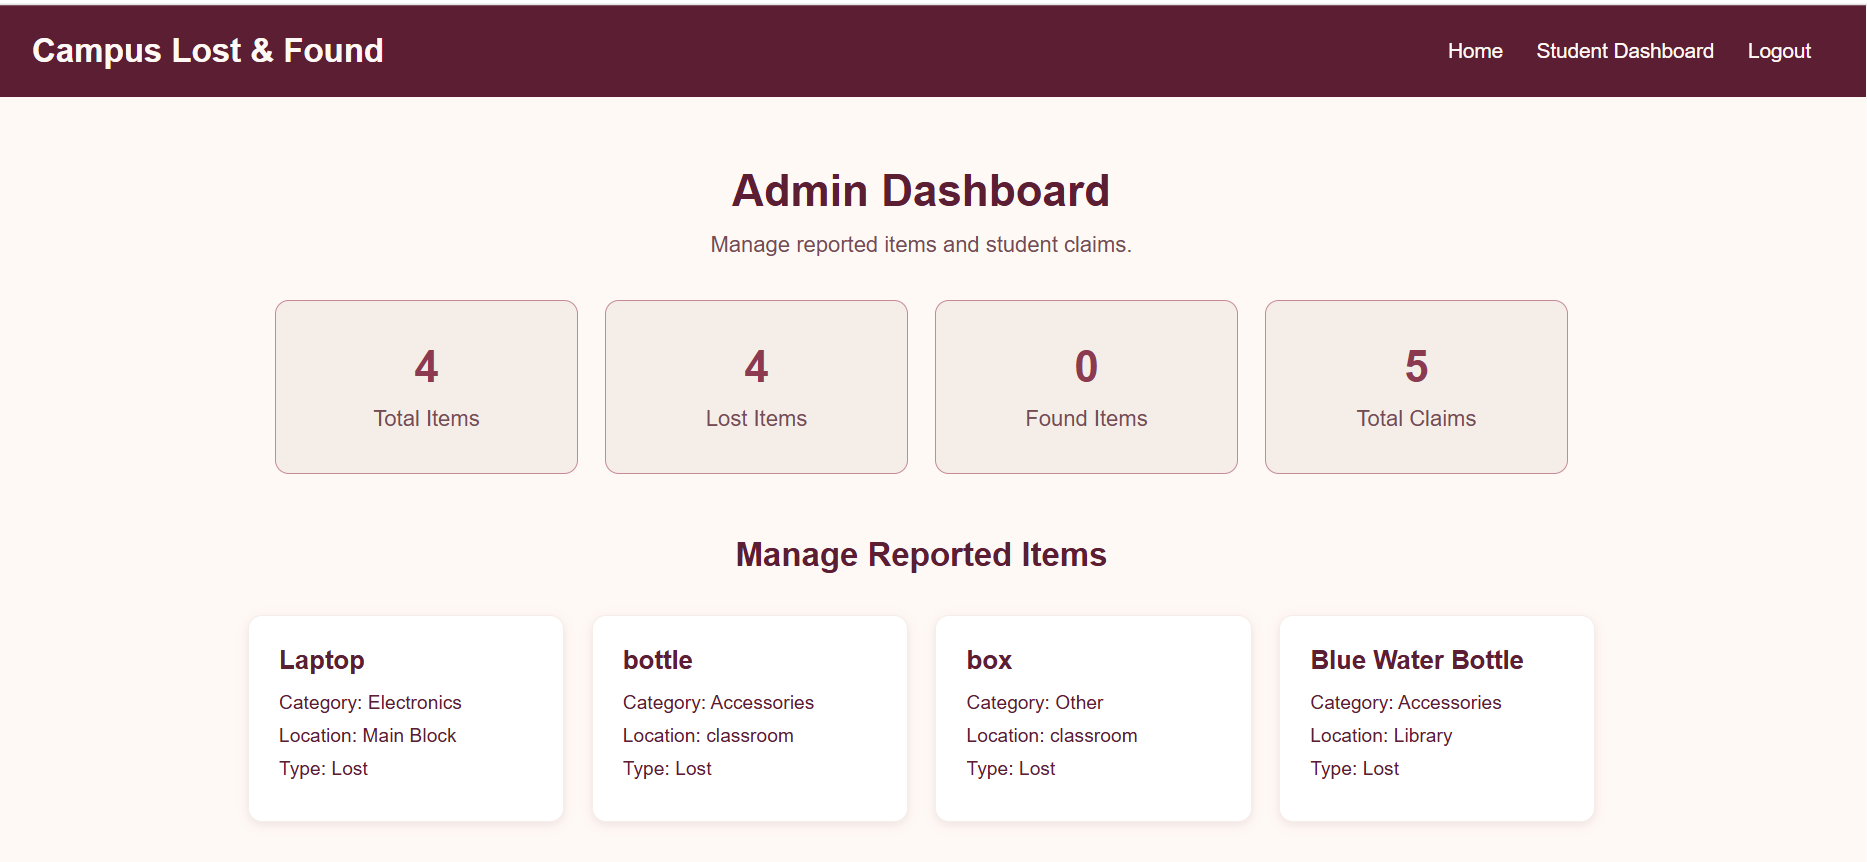 Campus Lost & Found
Home Student Dashboard Logout
Admin Dashboard
Manage reported items and student claims.
4
Total Items
4
Lost Items
0
Found Items
5
Total Claims
Manage Reported Items
Laptop
Category: Electronics
Location: Main Block
Type: Lost
bottle
Category: Accessories
Location: classroom
Type: Lost
box
Category: Other
Location: classroom
Type: Lost
Blue Water Bottle
Category: Accessories
Location: Library
Type: Lost